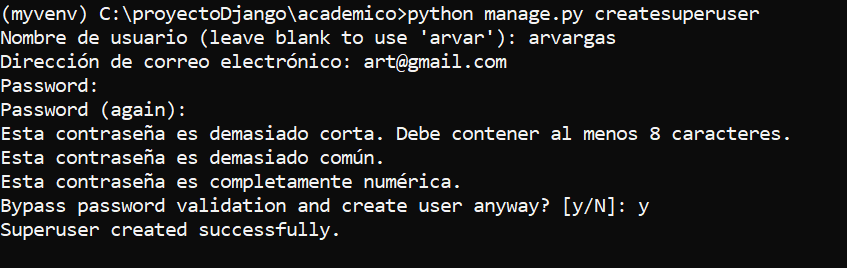 (myvenv) C:\proyectoDjango\academico>python manage.py createsuperuser
Nombre de usuario (leave blank to use 'arvar'): arvargas
Dirección de correo electrónico: art@gmail.com
Password:
Password (again):
Esta contraseña es demasiado corta. Debe contener al menos 8 caracteres.
Esta contraseña es demasiado común.
Esta contraseña es completamente numérica.
Bypass password validation and create user anyway? [y/N]: y
Superuser created successfully.